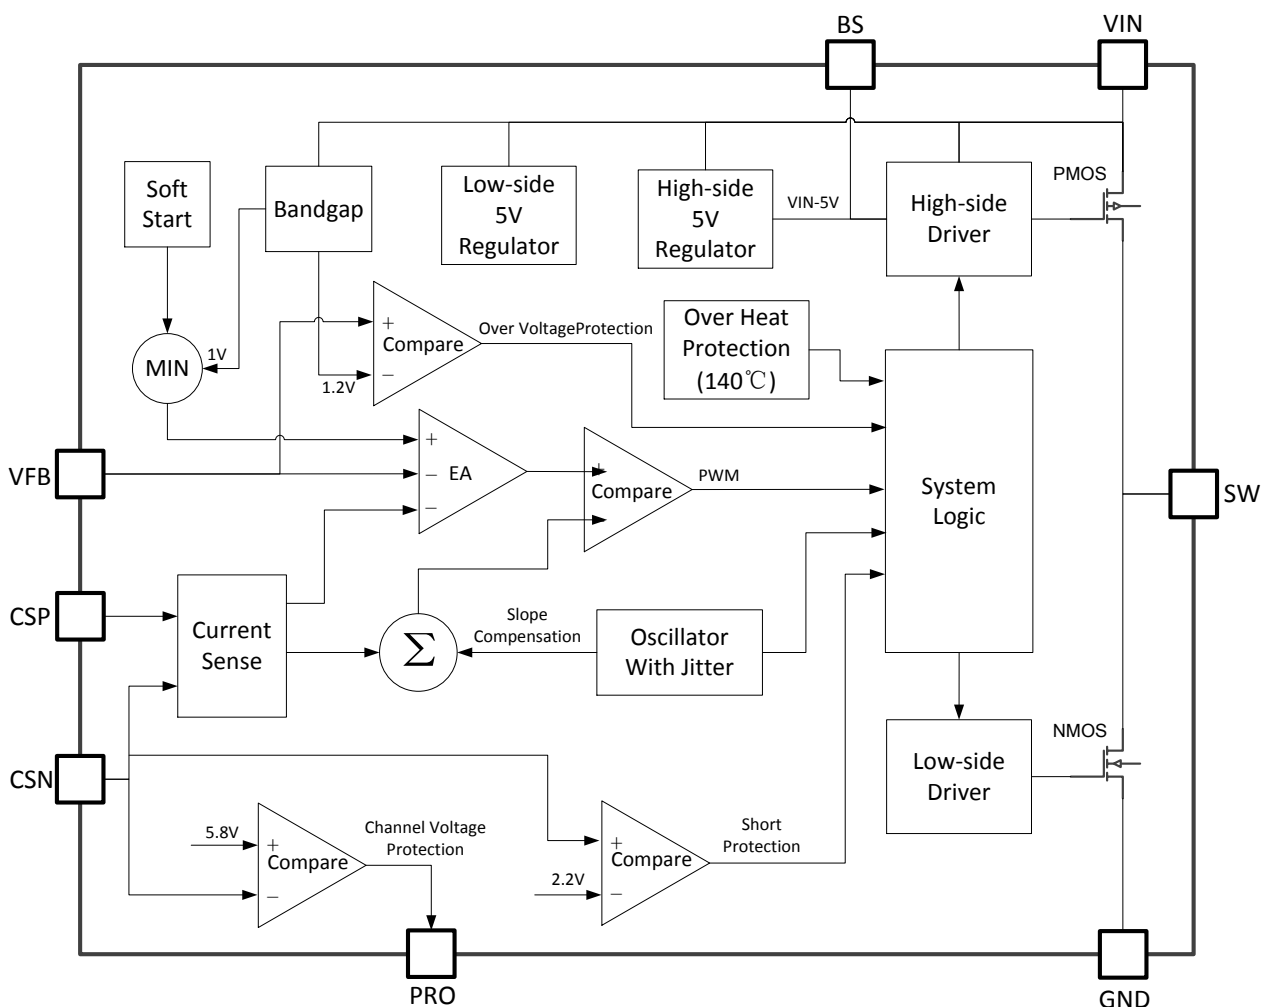 BS
VIN
Soft
Start
Bandgap
Low-side
5V
Regulator
High-side
5V
Regulator
VIN-5V
High-side
Driver
PMOS
MIN
1V
1.2V
+
Compare
−
Over VoltageProtection
Over Heat
Protection
(140℃)
VFB
+
−
EA
−
+
Compare
PWM
System
Logic
SW
CSP
Current
Sense
Σ
Slope
Compensation
Oscillator
With Jitter
CSN
Low-side
Driver
NMOS
5.8V
+
Compare
−
Channel Voltage
Protection
+
Compare
2.2V
−
Short
Protection
PRO
GND